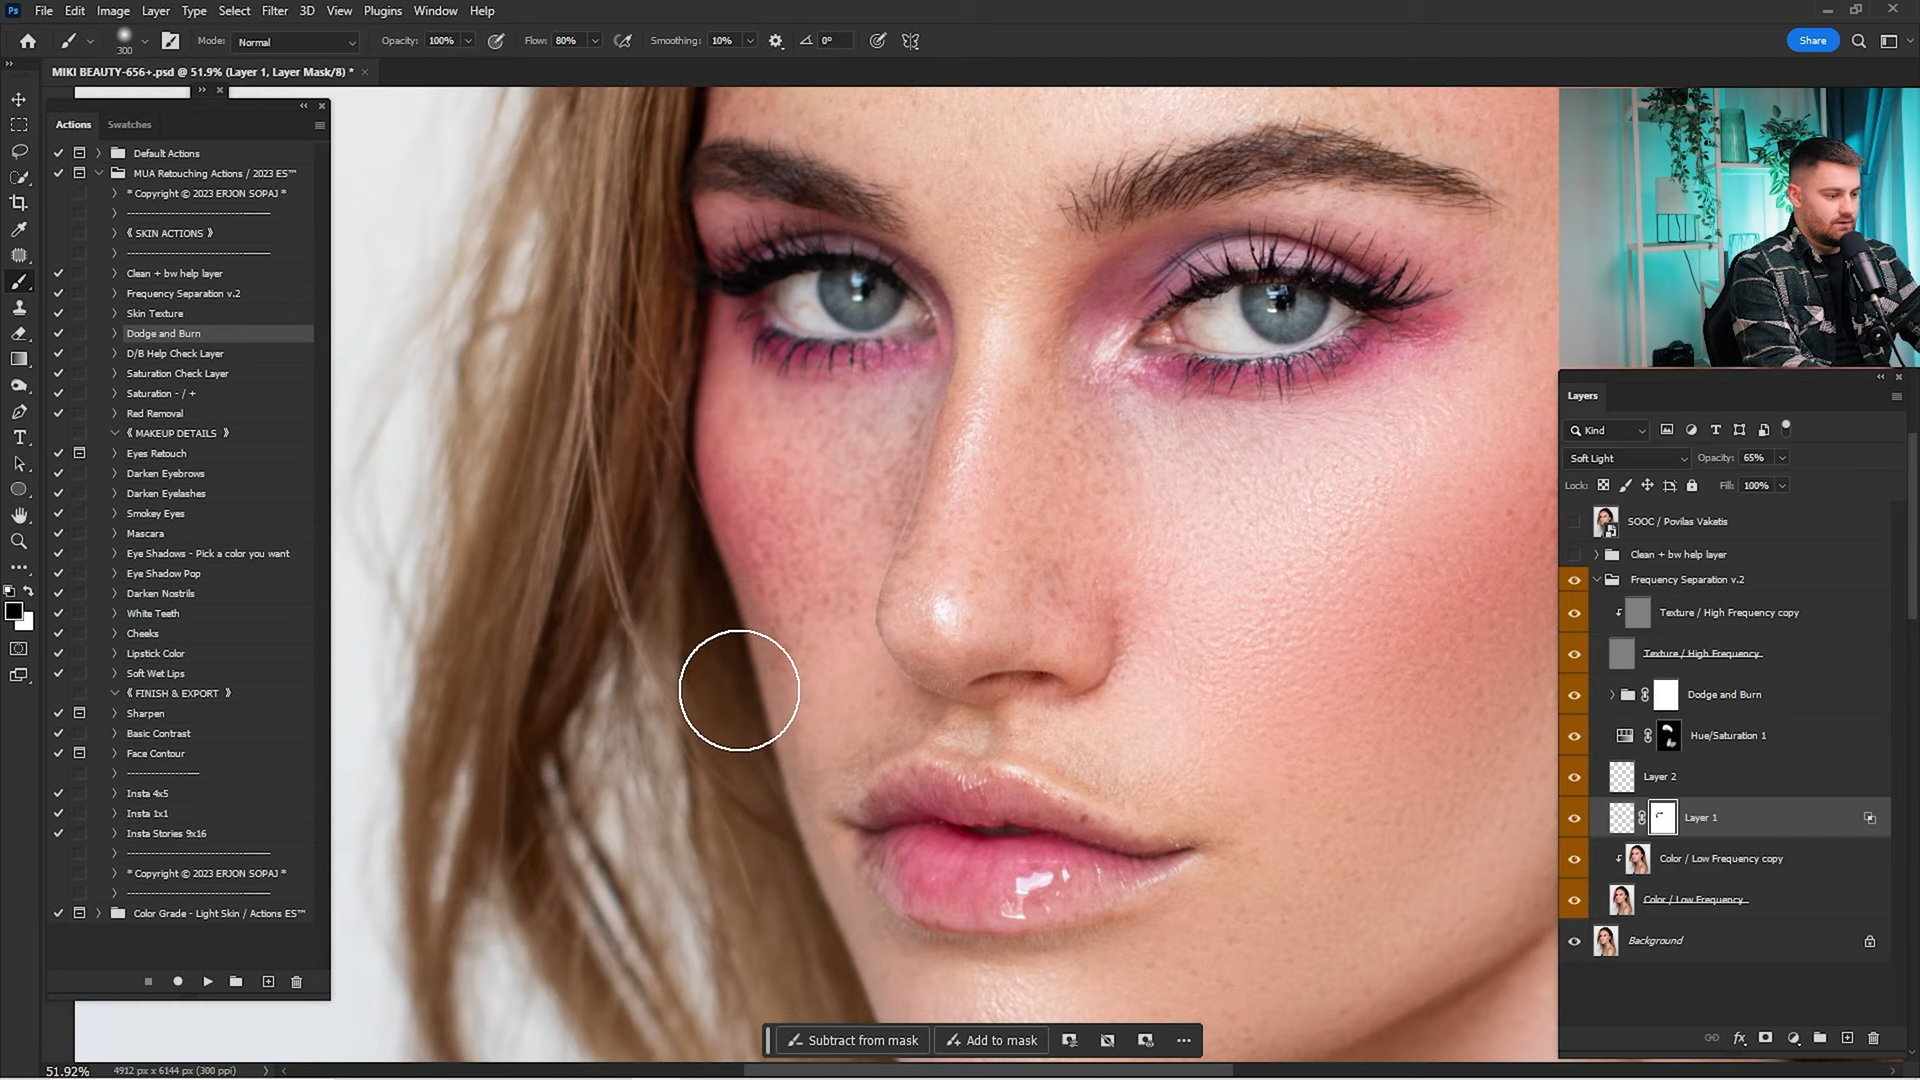 Ps File Edit Image Layer Type Select Filter 3D View Plugins Window Help
300 Mode: Normal Opacity: 100% Flow: 80% Smoothing: 10% 0° Share
MIKI BEAUTY-656+.psd @ 51.9% (Layer 1, Layer Mask/8) *
Actions Swatches
Default Actions
MUA Retouching Actions / 2023 ES™
* Copyright © 2023 ERJON SOPAJ *
《 SKIN ACTIONS 》
Clean + bw help layer
Frequency Separation v.2
Skin Texture
Dodge and Burn
D/B Help Check Layer
Saturation Check Layer
Saturation - / +
Red Removal
《 MAKEUP DETAILS 》
Eyes Retouch
Darken Eyebrows
Darken Eyelashes
Smokey Eyes
Mascara
Eye Shadows - Pick a color you want
Eye Shadow Pop
Darken Nostrils
White Teeth
Cheeks
Lipstick Color
Soft Wet Lips
《 FINISH & EXPORT 》
Sharpen
Basic Contrast
Face Contour
Insta 4x5
Insta 1x1
Insta Stories 9x16
* Copyright © 2023 ERJON SOPAJ *
Color Grade - Light Skin / Actions ES™
Layers
Kind
Soft Light Opacity: 65%
Lock: Fill: 100%
SOOC / Povilas Vaketis
Clean + bw help layer
Frequency Separation v.2
Texture / High Frequency copy
Texture / High Frequency
Dodge and Burn
Hue/Saturation 1
Layer 2
Layer 1
Color / Low Frequency copy
Color / Low Frequency
Background
Subtract from mask Add to mask
51.92% 4912 px x 6144 px (300 ppi)